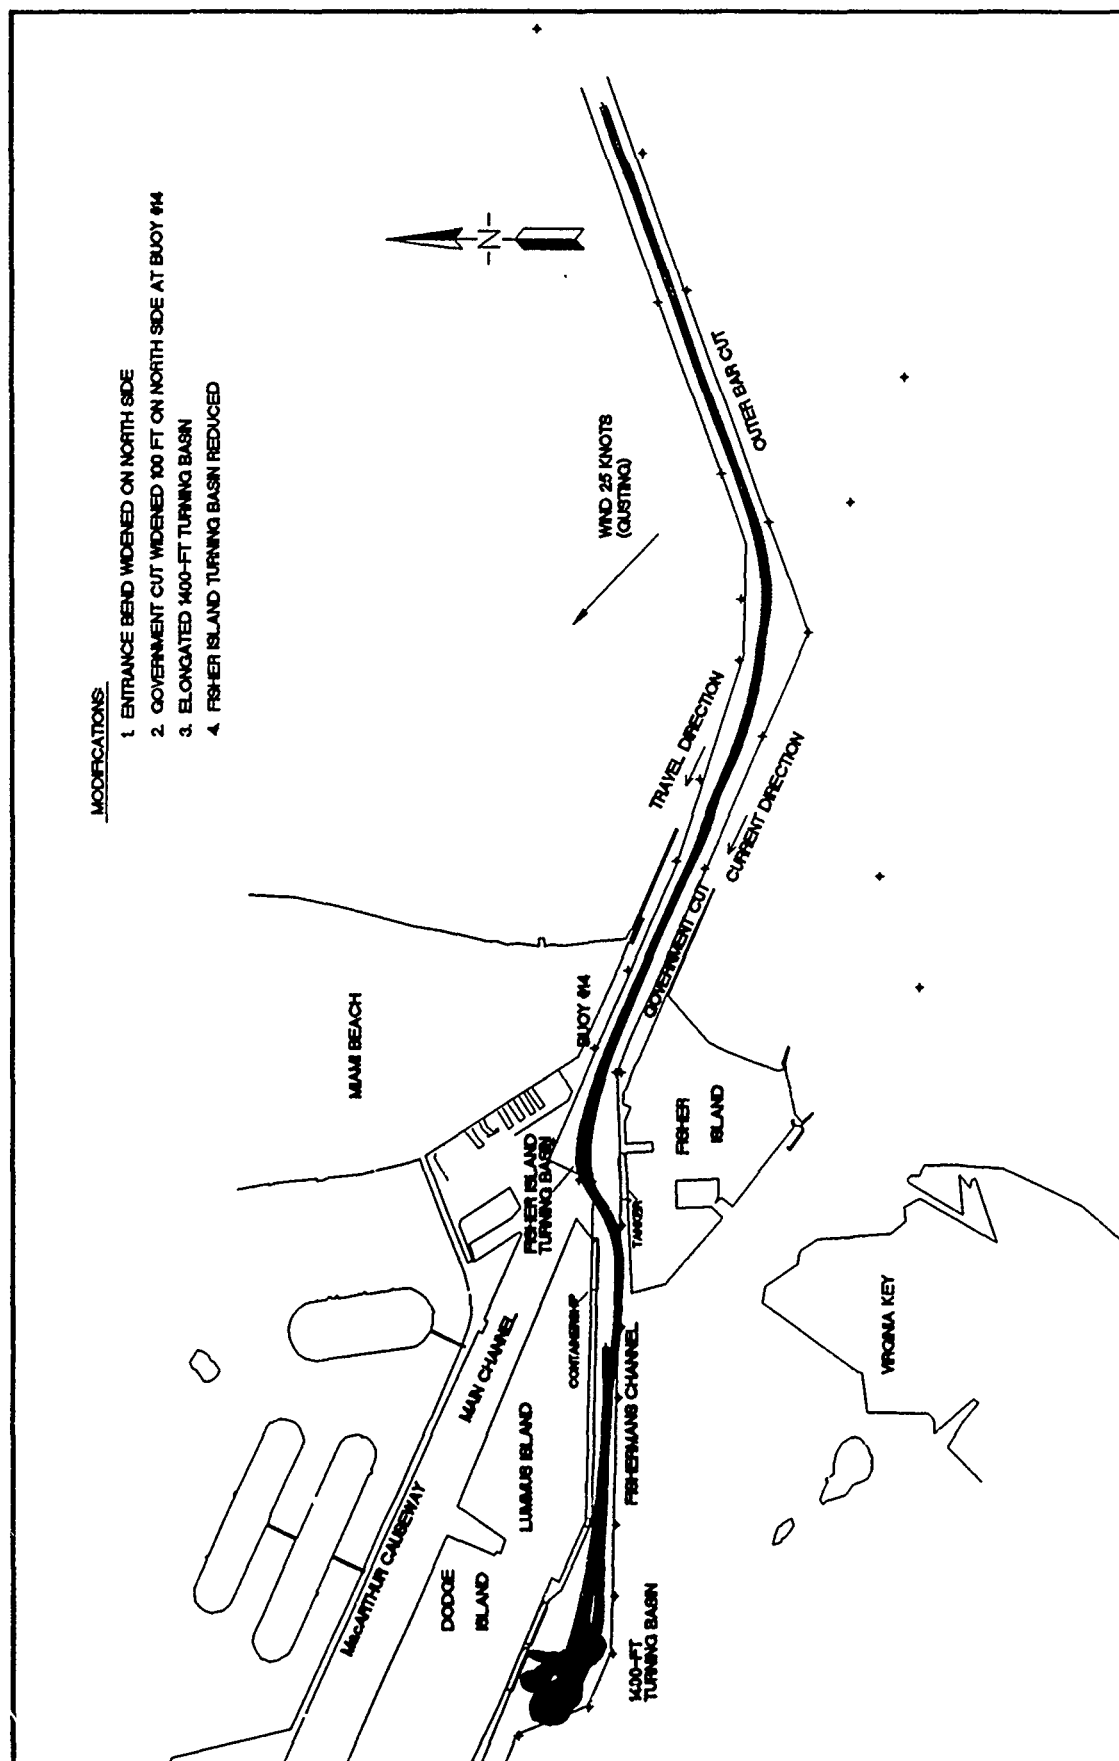 MODIFICATIONS:
1. ENTRANCE BEND WIDENED ON NORTH SIDE
2. GOVERNMENT CUT WIDENED 100 FT ON NORTH SIDE AT BUOY #14
3. ELONGATED 1400-FT TURNING BASIN
4. FISHER ISLAND TURNING BASIN REDUCED
-N-
WIND 25 KNOTS
(GUSTING)
OUTER BAR CUT
TRAVEL DIRECTION
CURRENT DIRECTION
GOVERNMENT CUT
BUOY #14
MIAMI BEACH
FISHER ISLAND
TURNING BASIN
FISHER
ISLAND
TANKER
CONTAINERSHIP
VIRGINIA KEY
MAIN CHANNEL
FISHERMANS CHANNEL
LUMMUS ISLAND
MacARTHUR CAUSEWAY
DODGE
ISLAND
1400-FT
TURNING BASIN